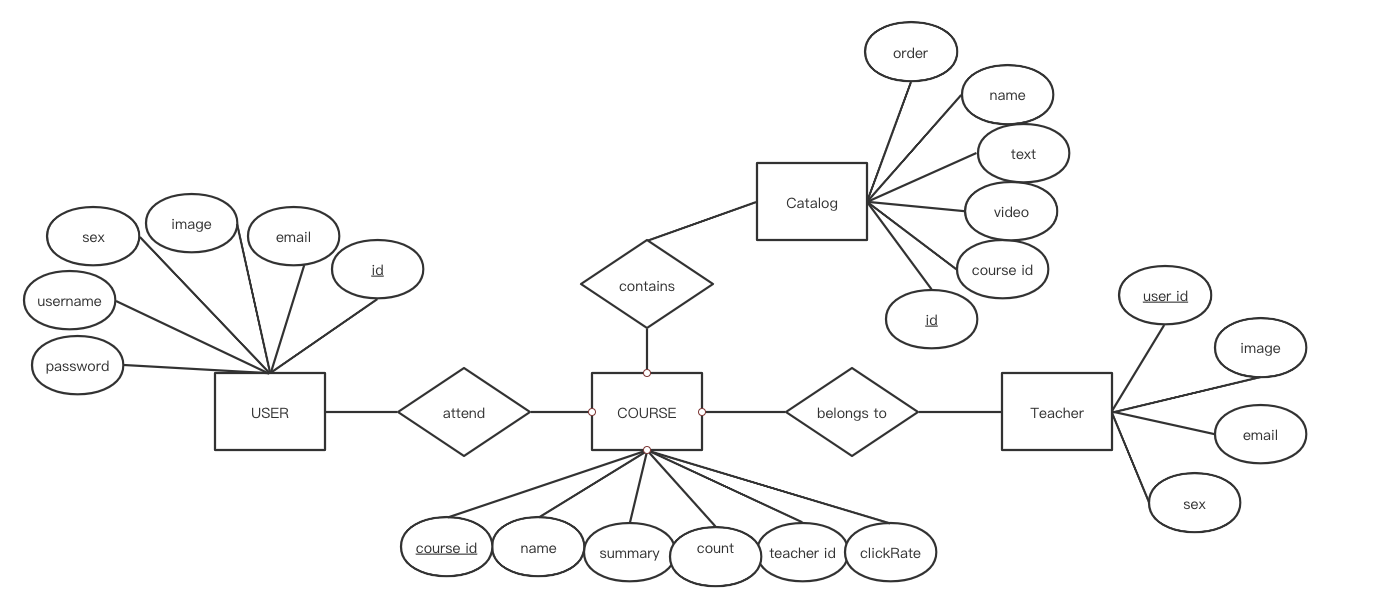 order
name
text
Catalog
video
sex
image
email
id
course id
contains
username
id
user id
password
image
USER
attend
COURSE
belongs to
Teacher
email
sex
course id
name
summary
count
teacher id
clickRate